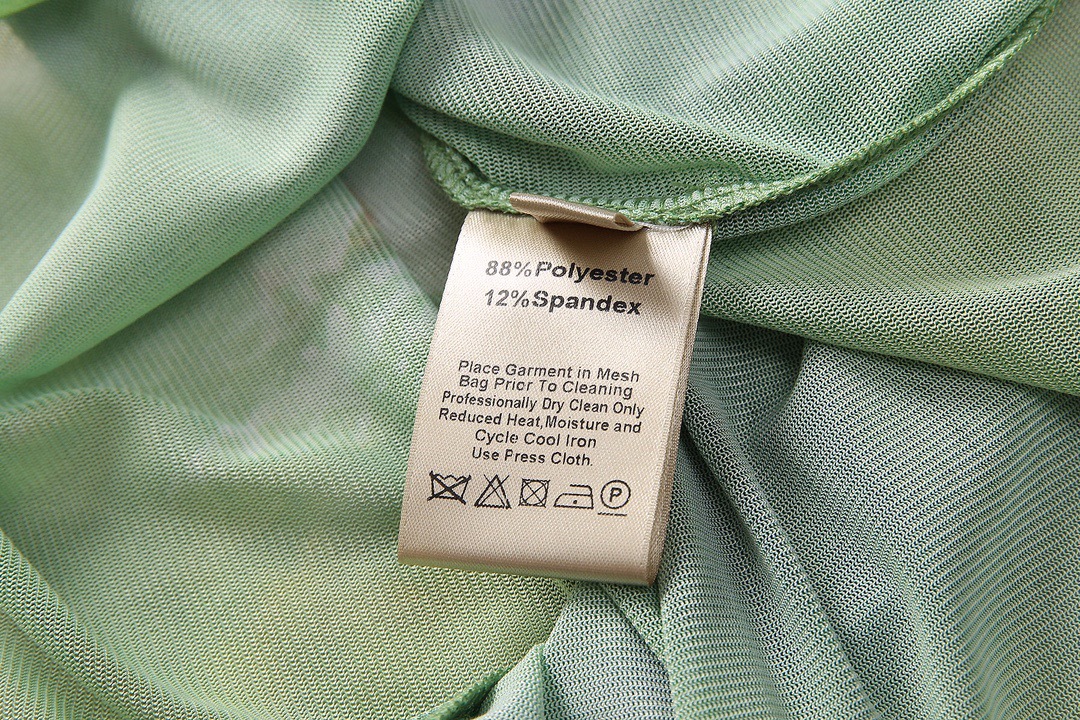 88%Polyester
12%Spandex
Place Garment in Mesh
Bag Prior To Cleaning
Professionally Dry Clean Only
Reduced Heat,Moisture and
Cycle Cool Iron
Use Press Cloth.
P